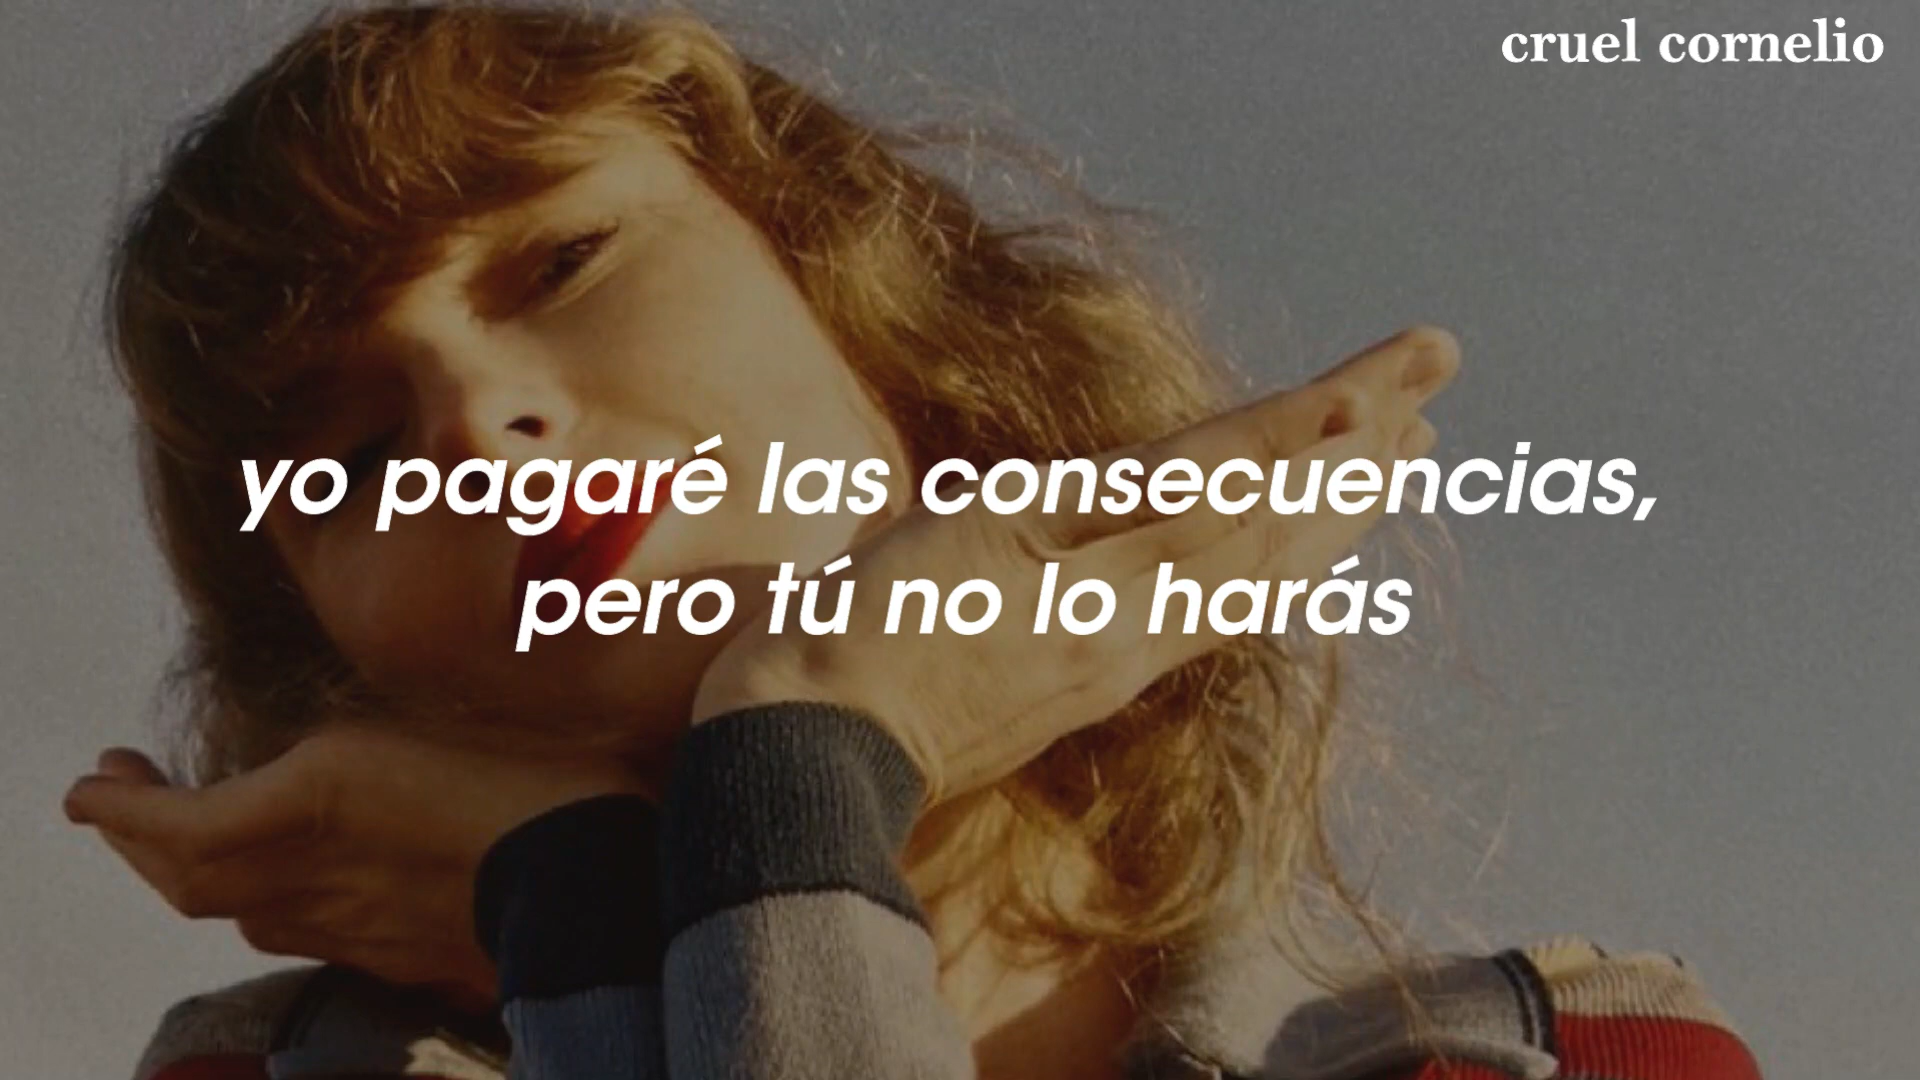 cruel cornelio
yo pagaré las consecuencias,
pero tú no lo harás